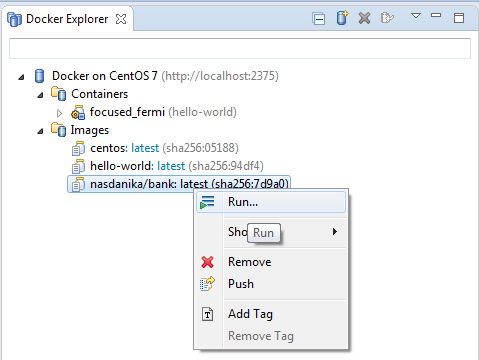 Docker Explorer
Docker on CentOS 7 (http://localhost:2375)
Containers
focused_fermi (hello-world)
Images
centos: latest (sha256:05188)
hello-world: latest (sha256:94df4)
nasdanika/bank: latest (sha256:7d9a0)
Run...
Sho
Run
Remove
Push
Add Tag
Remove Tag